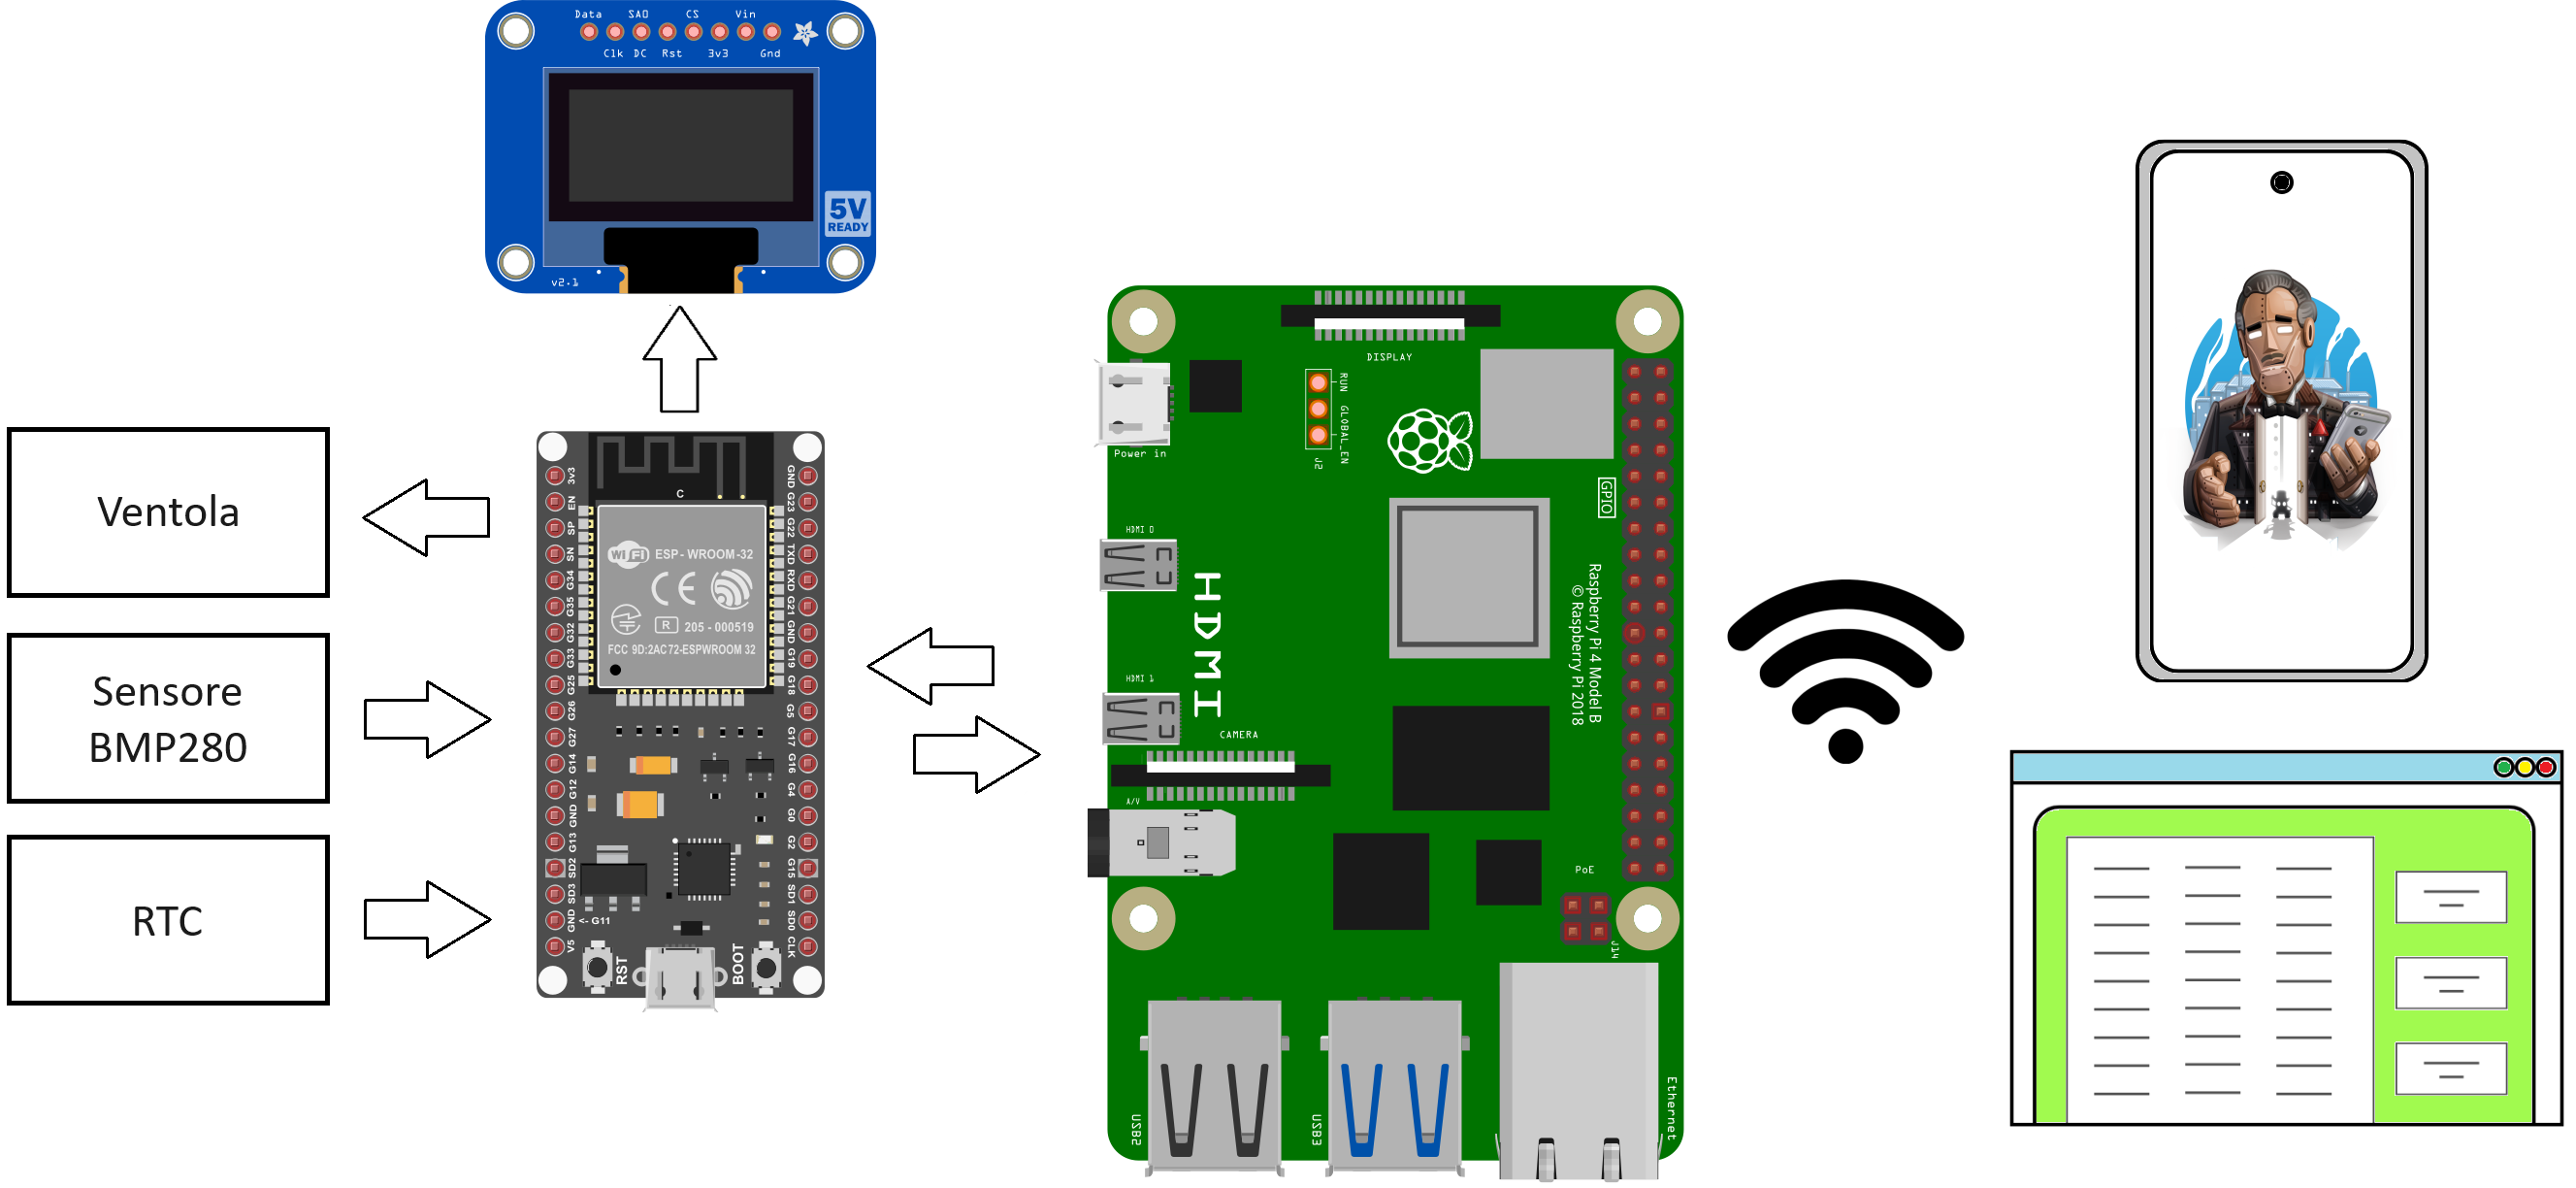 Data SAO CS Vin
Clk DC Rst 3v3 Gnd
5V
READY
v2.1
Ventola
Sensore
BMP280
RTC
3v3
EN
SP
SN
G34
G35
G32
G33
G25
G26
G27
G14
G12
GND
G13
SD2
SD3
GND
V5
<- G11
C
WiFi ESP - WROOM-32
CE
R 205 - 000519
FCC 9D:2AC72-ESPWROOM 32
GND
G23
G22
TXD
RXD
G21
GND
G19
G18
G5
G17
G16
G4
G0
G2
G15
SD1
SD0
CLK
RST
BOOT
DISPLAY
RUN
GLOBAL_EN
J2
Power in
GPIO
HDMI 0
HDMI
HDMI 1
Raspberry Pi 4 Model B
© Raspberry Pi 2018
CAMERA
A/V
PoE
J14
USB2
USB3
Ethernet